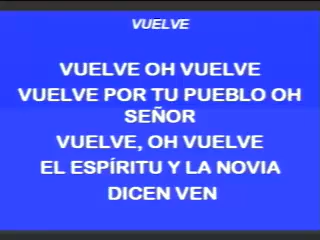 VUELVE
VUELVE OH VUELVE
VUELVE POR TU PUEBLO OH
SEÑOR
VUELVE, OH VUELVE
EL ESPÍRITU Y LA NOVIA
DICEN VEN